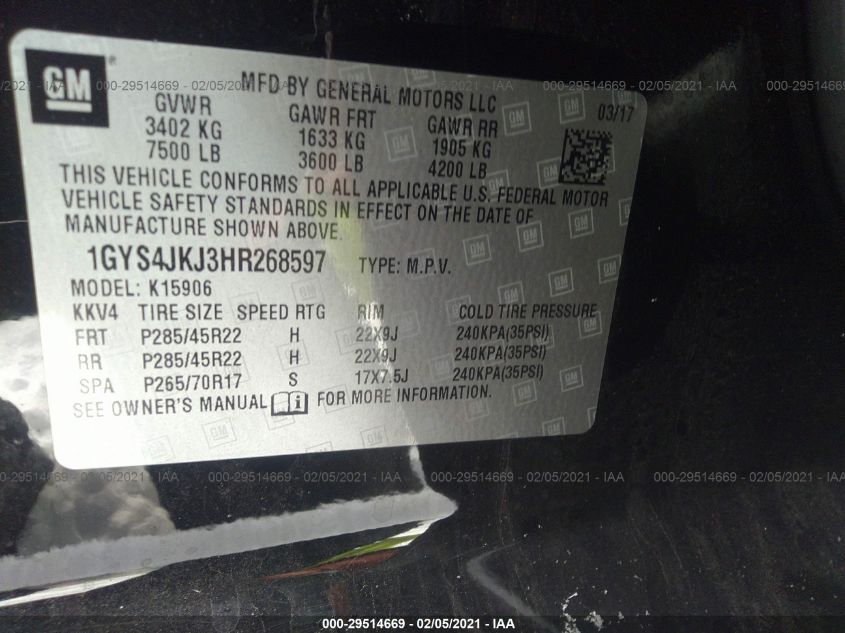 GM
MFD BY GENERAL MOTORS LLC
03/17
GVWR GAWR FRT GAWR RR
3402 KG 1633 KG 1905 KG
7500 LB 3600 LB 4200 LB
THIS VEHICLE CONFORMS TO ALL APPLICABLE U.S. FEDERAL MOTOR
VEHICLE SAFETY STANDARDS IN EFFECT ON THE DATE OF
MANUFACTURE SHOWN ABOVE.
1GYS4JKJ3HR268597 TYPE: M.P.V.
MODEL: K15906
KKV4 TIRE SIZE SPEED RTG RIM COLD TIRE PRESSURE
FRT P285/45R22 H 22X9J 240KPA(35PSI)
RR P285/45R22 H 22X9J 240KPA(35PSI)
SPA P265/70R17 S 17X7.5J 240KPA(35PSI)
SEE OWNER'S MANUAL FOR MORE INFORMATION.
000-29514669 - 02/05/2021 - IAA